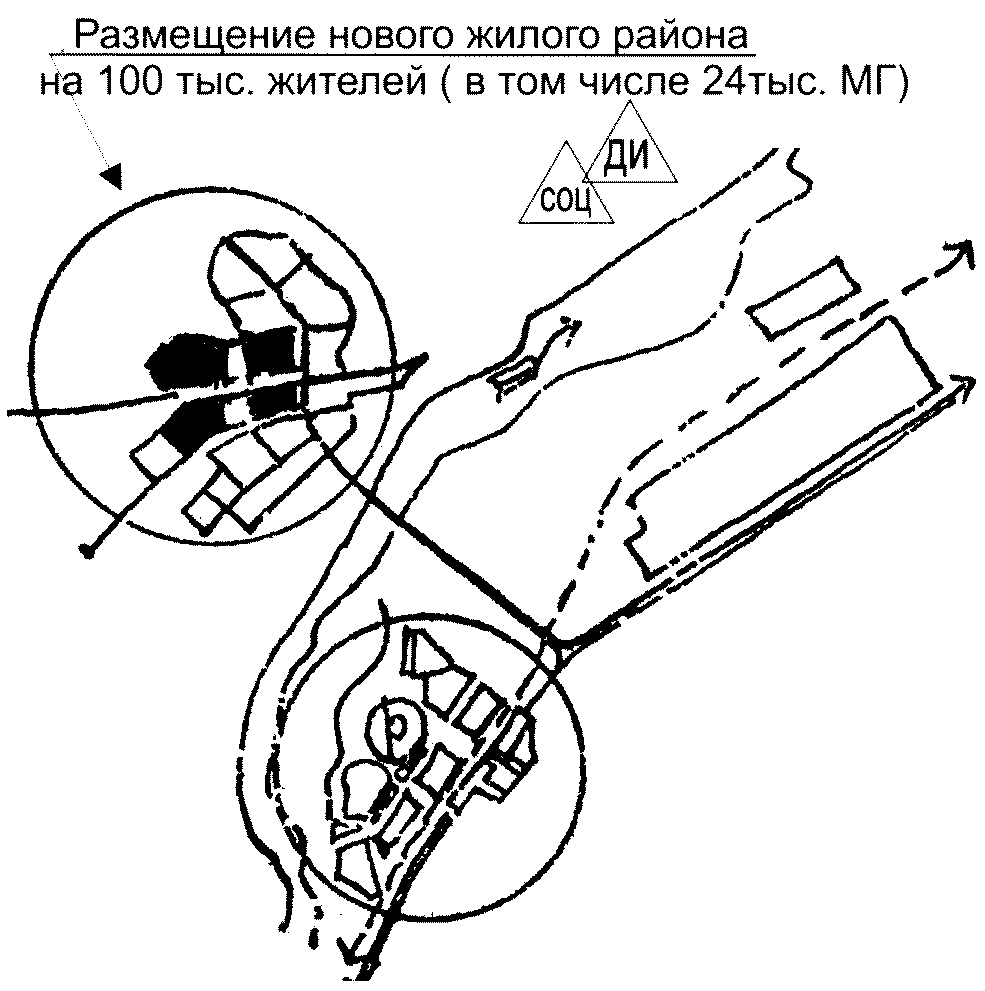 Размещение нового жилого района
на 100 тыс. жителей ( в том числе 24тыс. МГ)
ДИ
соц